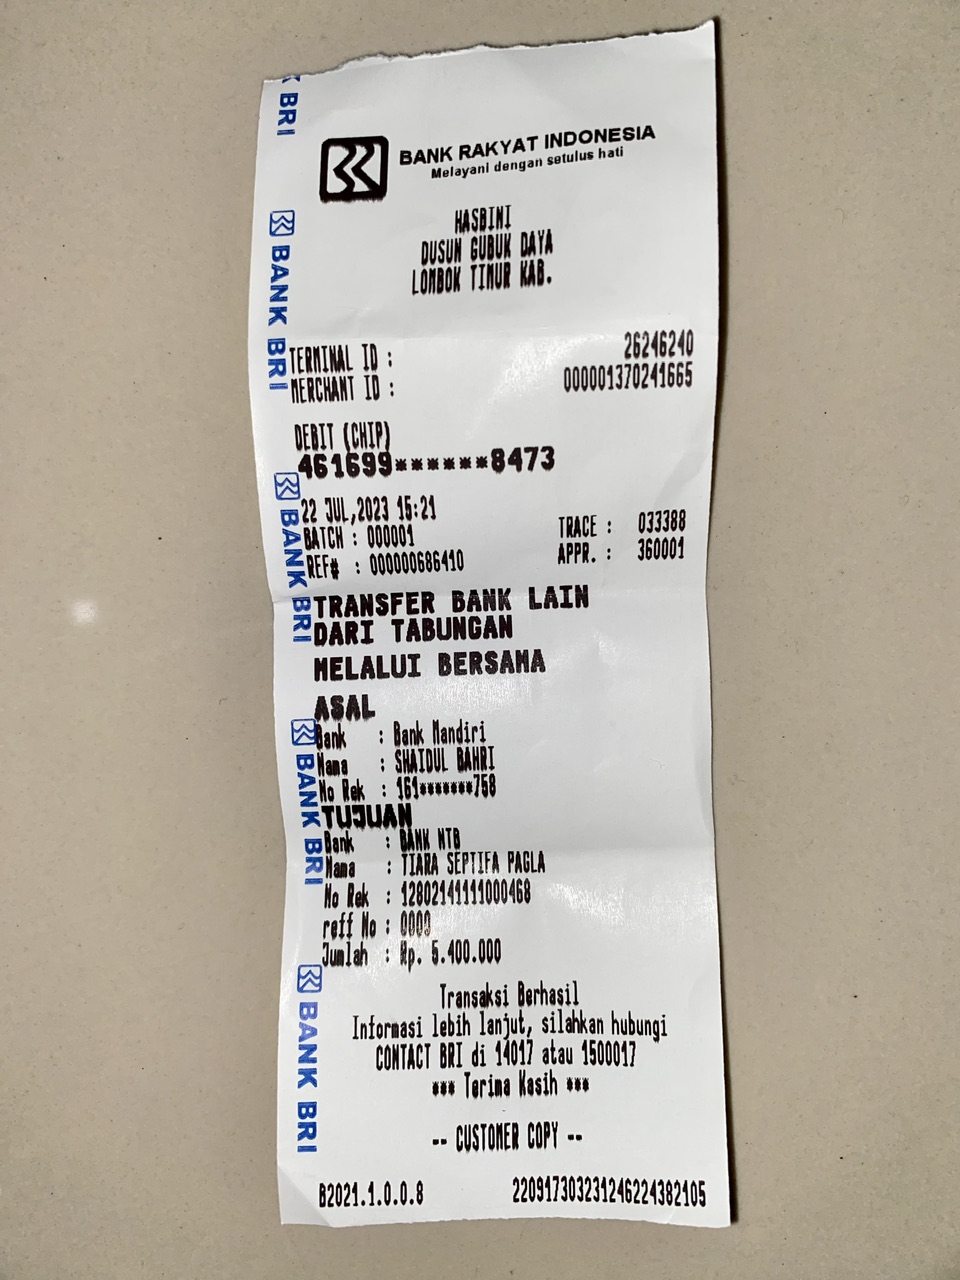 BANK RAKYAT INDONESIA
Melayani dengan setulus hati
HASBINI
DUSUN GUBUK DAYA
LOMBOK TIMUR KAB.
TERMINAL ID : 26246240
MERCHANT ID : 000001370241665
DEBIT (CHIP)
461699******8473
22 JUL,2023 15:21
BATCH : 000001 TRACE : 033388
REF# : 000000686410 APPR. : 360001
TRANSFER BANK LAIN
DARI TABUNGAN
MELALUI BERSAMA
ASAL
Bank : Bank Mandiri
Nama : SHAIDUL BAHRI
No Rek : 161*******758
TUJUAN
Bank : BANK NTB
Nama : TIARA SEPTIFA PAGLA
No Rek : 12802141111000468
reff No : 0000
Jumlah : Rp. 5.400.000
Transaksi Berhasil
Informasi lebih lanjut, silahkan hubungi
CONTACT BRI di 14017 atau 1500017
*** Terima Kasih ***
-- CUSTOMER COPY --
B2021.1.0.0.8 220917303231246224382105
BRI
BANK BRI
BANK BRI
BANK BRI
BANK BRI